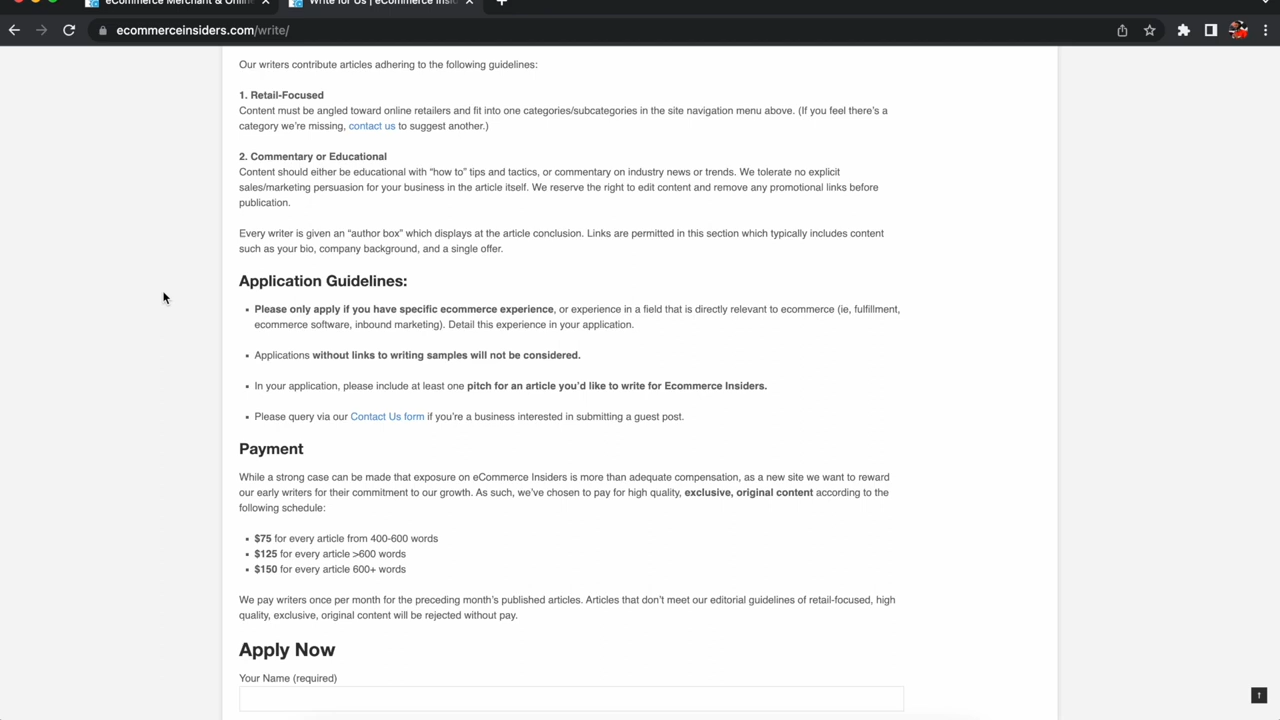 eCommerce Merchant & Onlin
Write for Us | eCommerce Insid
ecommerceinsiders.com/write/
Our writers contribute articles adhering to the following guidelines:
1. Retail-Focused
Content must be angled toward online retailers and fit into one categories/subcategories in the site navigation menu above. (If you feel there's a
category we're missing, contact us to suggest another.)
2. Commentary or Educational
Content should either be educational with “how to” tips and tactics, or commentary on industry news or trends. We tolerate no explicit
sales/marketing persuasion for your business in the article itself. We reserve the right to edit content and remove any promotional links before
publication.
Every writer is given an “author box” which displays at the article conclusion. Links are permitted in this section which typically includes content
such as your bio, company background, and a single offer.
Application Guidelines:
Please only apply if you have specific ecommerce experience, or experience in a field that is directly relevant to ecommerce (ie, fulfillment,
ecommerce software, inbound marketing). Detail this experience in your application.
Applications without links to writing samples will not be considered.
In your application, please include at least one pitch for an article you'd like to write for Ecommerce Insiders.
Please query via our Contact Us form if you're a business interested in submitting a guest post.
Payment
While a strong case can be made that exposure on eCommerce Insiders is more than adequate compensation, as a new site we want to reward
our early writers for their commitment to our growth. As such, we've chosen to pay for high quality, exclusive, original content according to the
following schedule:
$75 for every article from 400-600 words
$125 for every article >600 words
$150 for every article 600+ words
We pay writers once per month for the preceding month's published articles. Articles that don't meet our editorial guidelines of retail-focused, high
quality, exclusive, original content will be rejected without pay.
Apply Now
Your Name (required)